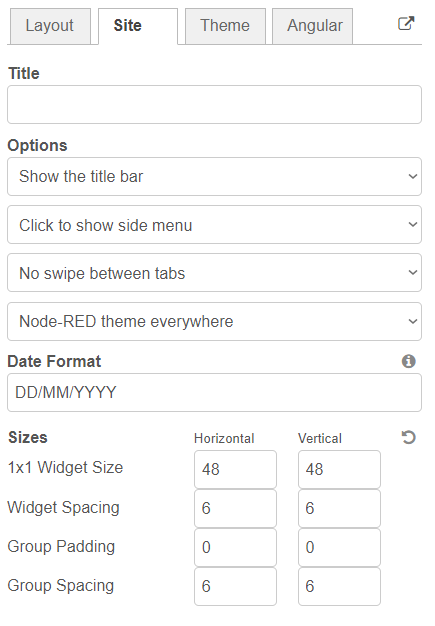 Layout Site Theme Angular
Title
Options
Show the title bar
Click to show side menu
No swipe between tabs
Node-RED theme everywhere
Date Format
DD/MM/YYYY
Sizes Horizontal Vertical
1x1 Widget Size 48 48
Widget Spacing 6 6
Group Padding 0 0
Group Spacing 6 6